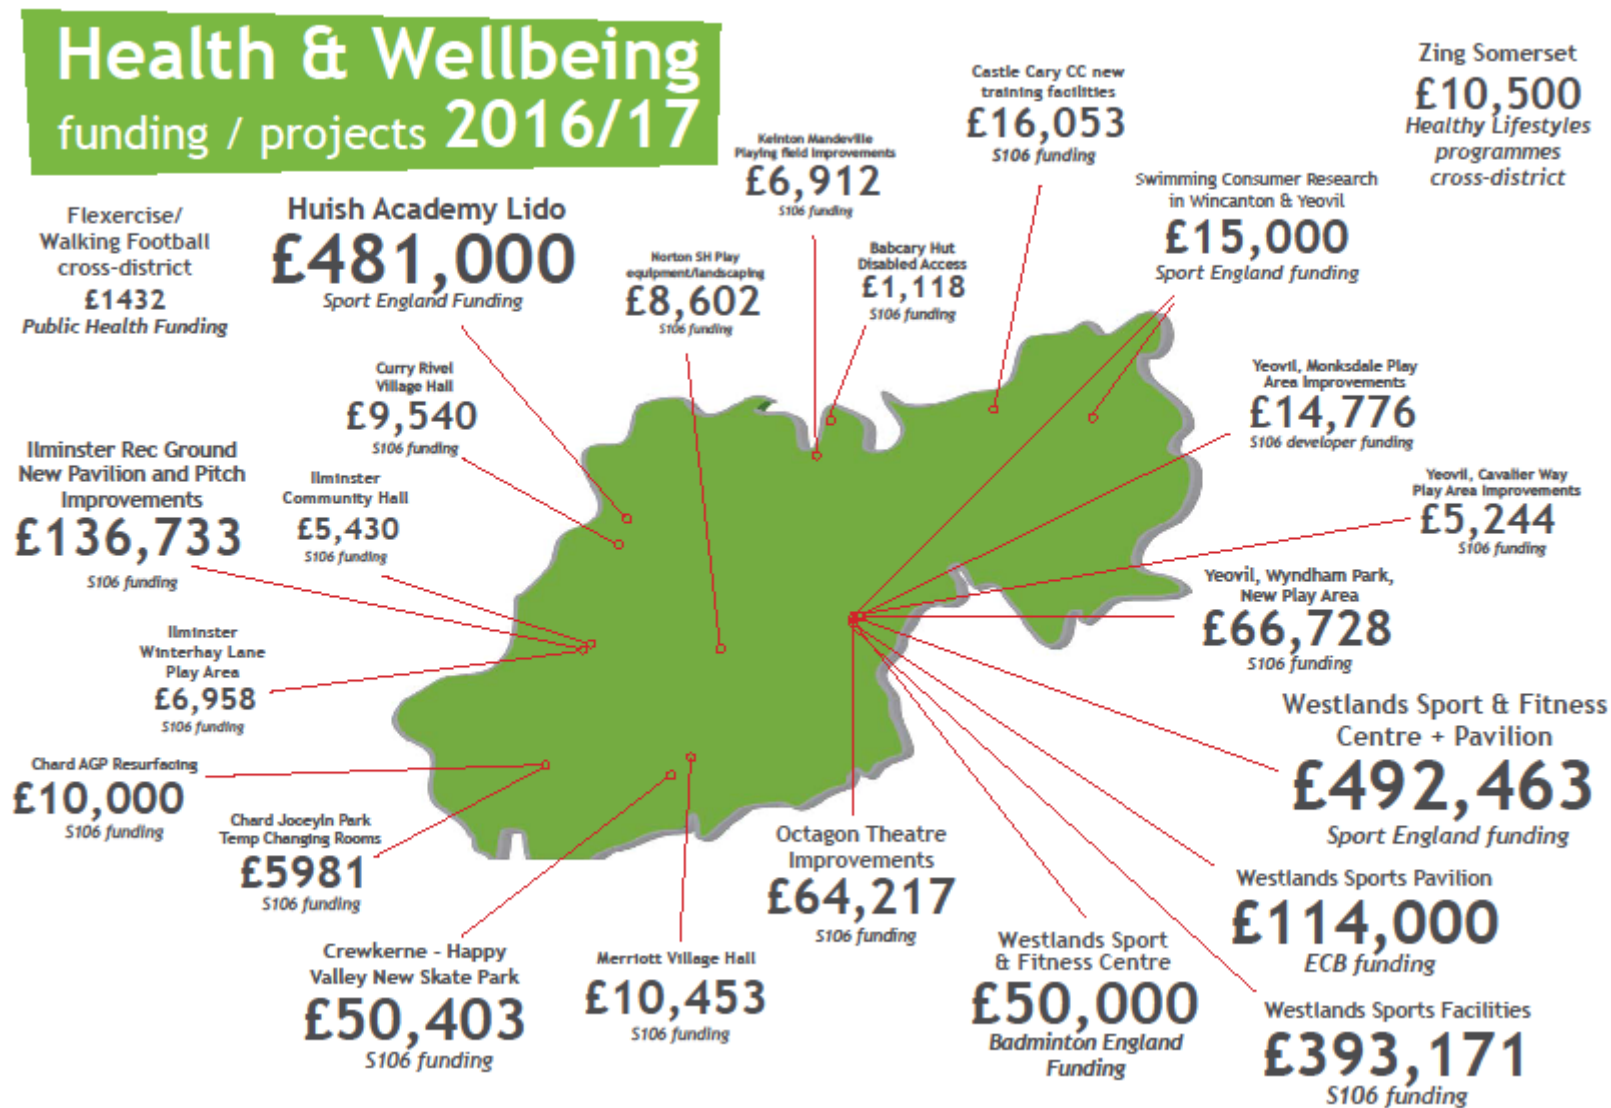 Health & Wellbeing
funding / projects 2016/17
Flexercise/
Walking Football
cross-district
£1432
Public Health Funding
Huish Academy Lido
£481,000
Sport England Funding
Norton SH Play
equipment/landscaping
£8,602
S106 funding
Keinton Mandeville
Playing field Improvements
£6,912
S106 funding
Babcary Hut
Disabled Access
£1,118
S106 funding
Castle Cary CC new
training facilities
£16,053
S106 funding
Swimming Consumer Research
in Wincanton & Yeovil
£15,000
Sport England funding
Zing Somerset
£10,500
Healthy Lifestyles
programmes
cross-district
Curry Rivel
Village Hall
£9,540
S106 funding
Ilminster Rec Ground
New Pavilion and Pitch
Improvements
£136,733
S106 funding
Ilminster
Community Hall
£5,430
S106 funding
Ilminster
Winterhay Lane
Play Area
£6,958
S106 funding
Chard AGP Resurfacing
£10,000
S106 funding
Chard Joceyln Park
Temp Changing Rooms
£5981
S106 funding
Crewkerne - Happy
Valley New Skate Park
£50,403
S106 funding
Merriott Village Hall
£10,453
S106 funding
Octagon Theatre
Improvements
£64,217
S106 funding
Yeovil, Monksdale Play
Area Improvements
£14,776
S106 developer funding
Yeovil, Cavalier Way
Play Area Improvements
£5,244
S106 funding
Yeovil, Wyndham Park,
New Play Area
£66,728
S106 funding
Westlands Sport & Fitness
Centre + Pavilion
£492,463
Sport England funding
Westlands Sports Pavilion
£114,000
ECB funding
Westlands Sport
& Fitness Centre
£50,000
Badminton England
Funding
Westlands Sports Facilities
£393,171
S106 funding